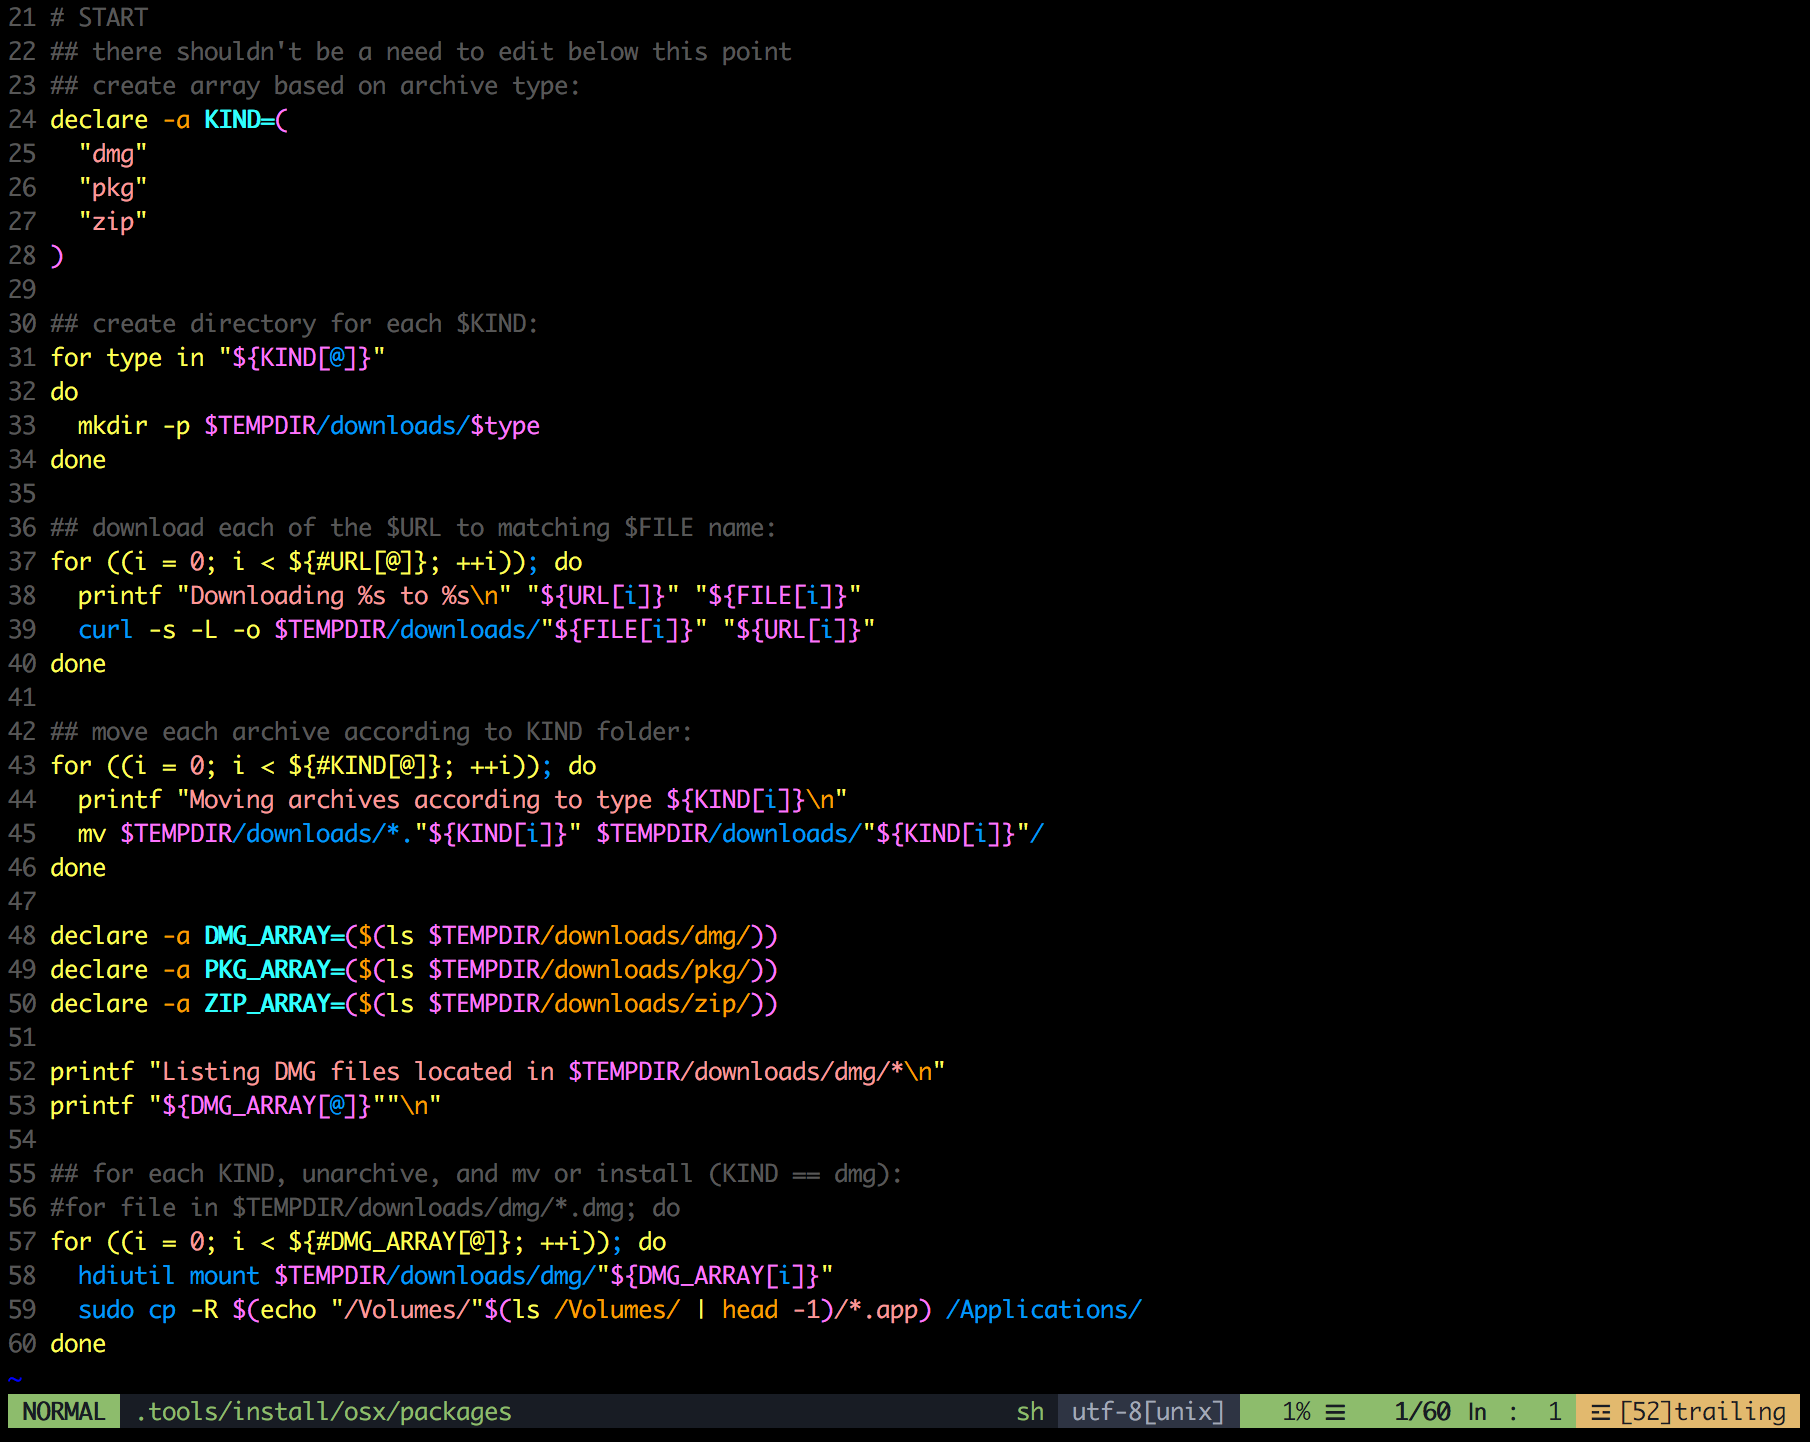 21 # START
22 ## there shouldn't be a need to edit below this point
23 ## create array based on archive type:
24 declare -a KIND=(
25   "dmg"
26   "pkg"
27   "zip"
28 )
29
30 ## create directory for each $KIND:
31 for type in "${KIND[@]}"
32 do
33   mkdir -p $TEMPDIR/downloads/$type
34 done
35
36 ## download each of the $URL to matching $FILE name:
37 for ((i = 0; i < ${#URL[@]}; ++i)); do
38   printf "Downloading %s to %s\n" "${URL[i]}" "${FILE[i]}"
39   curl -s -L -o $TEMPDIR/downloads/"${FILE[i]}" "${URL[i]}"
40 done
41
42 ## move each archive according to KIND folder:
43 for ((i = 0; i < ${#KIND[@]}; ++i)); do
44   printf "Moving archives according to type ${KIND[i]}\n"
45   mv $TEMPDIR/downloads/*."${KIND[i]}" $TEMPDIR/downloads/"${KIND[i]}"/
46 done
47
48 declare -a DMG_ARRAY=($(ls $TEMPDIR/downloads/dmg/))
49 declare -a PKG_ARRAY=($(ls $TEMPDIR/downloads/pkg/))
50 declare -a ZIP_ARRAY=($(ls $TEMPDIR/downloads/zip/))
51
52 printf "Listing DMG files located in $TEMPDIR/downloads/dmg/*\n"
53 printf "${DMG_ARRAY[@]}""\n"
54
55 ## for each KIND, unarchive, and mv or install (KIND == dmg):
56 #for file in $TEMPDIR/downloads/dmg/*.dmg; do
57 for ((i = 0; i < ${#DMG_ARRAY[@]}; ++i)); do
58   hdiutil mount $TEMPDIR/downloads/dmg/"${DMG_ARRAY[i]}"
59   sudo cp -R $(echo "/Volumes/"$(ls /Volumes/ | head -1)/*.app) /Applications/
60 done
~
NORMAL .tools/install/osx/packages sh utf-8[unix] 1% ☰ 1/60 ln : 1 ☲ [52]trailing